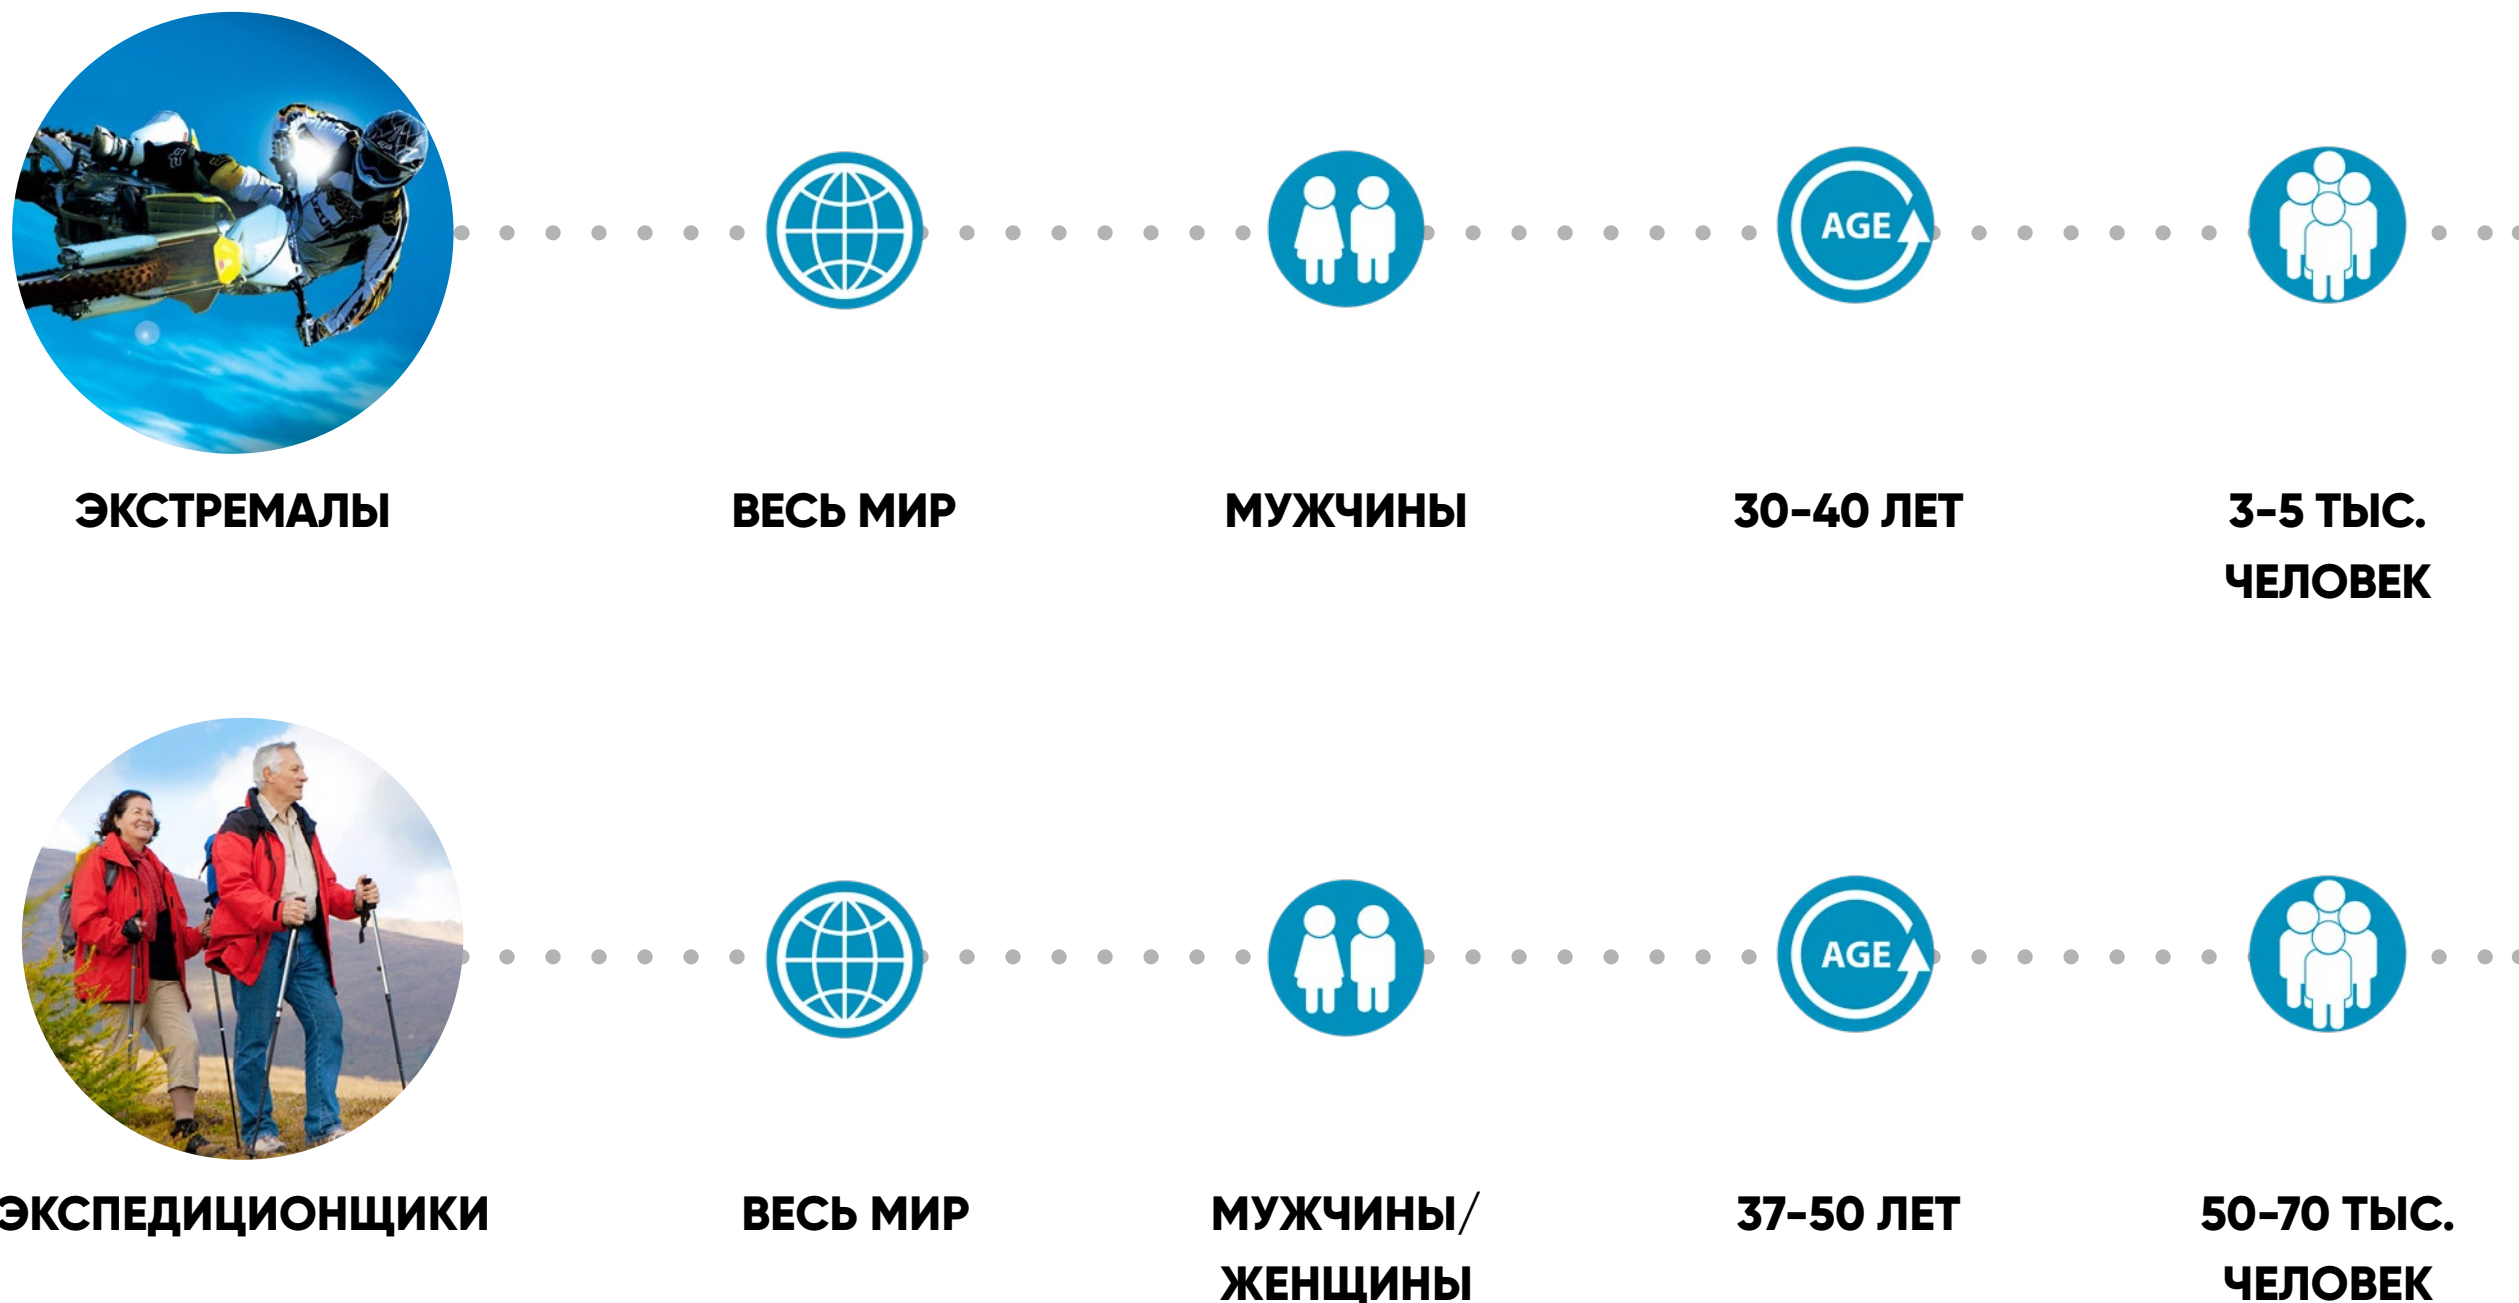 AGE
ЭКСТРЕМАЛЫ
ВЕСЬ МИР
МУЖЧИНЫ
30-40 ЛЕТ
3-5 ТЫС.
ЧЕЛОВЕК
AGE
ЭКСПЕДИЦИОНЩИКИ
ВЕСЬ МИР
МУЖЧИНЫ/
ЖЕНЩИНЫ
37-50 ЛЕТ
50-70 ТЫС.
ЧЕЛОВЕК